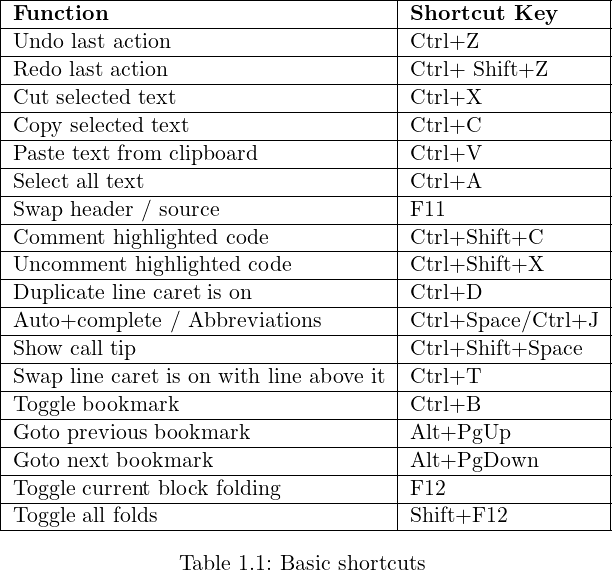 Function Shortcut Key
Undo last action Ctrl+Z
Redo last action Ctrl+ Shift+Z
Cut selected text Ctrl+X
Copy selected text Ctrl+C
Paste text from clipboard Ctrl+V
Select all text Ctrl+A
Swap header / source F11
Comment highlighted code Ctrl+Shift+C
Uncomment highlighted code Ctrl+Shift+X
Duplicate line caret is on Ctrl+D
Auto+complete / Abbreviations Ctrl+Space/Ctrl+J
Show call tip Ctrl+Shift+Space
Swap line caret is on with line above it Ctrl+T
Toggle bookmark Ctrl+B
Goto previous bookmark Alt+PgUp
Goto next bookmark Alt+PgDown
Toggle current block folding F12
Toggle all folds Shift+F12
Table 1.1: Basic shortcuts